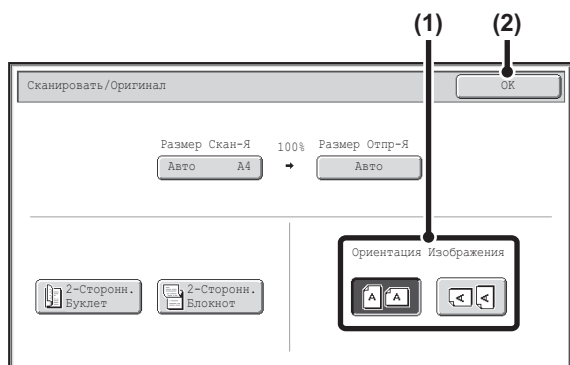 (1) (2)
Сканировать/Оригинал OK
Размер Скан-Я 100% Размер Отпр-Я
Авто A4 → Авто
Ориентация Изображения
2-Сторонн. 2-Сторонн.
Буклет Блокнот
A A A A